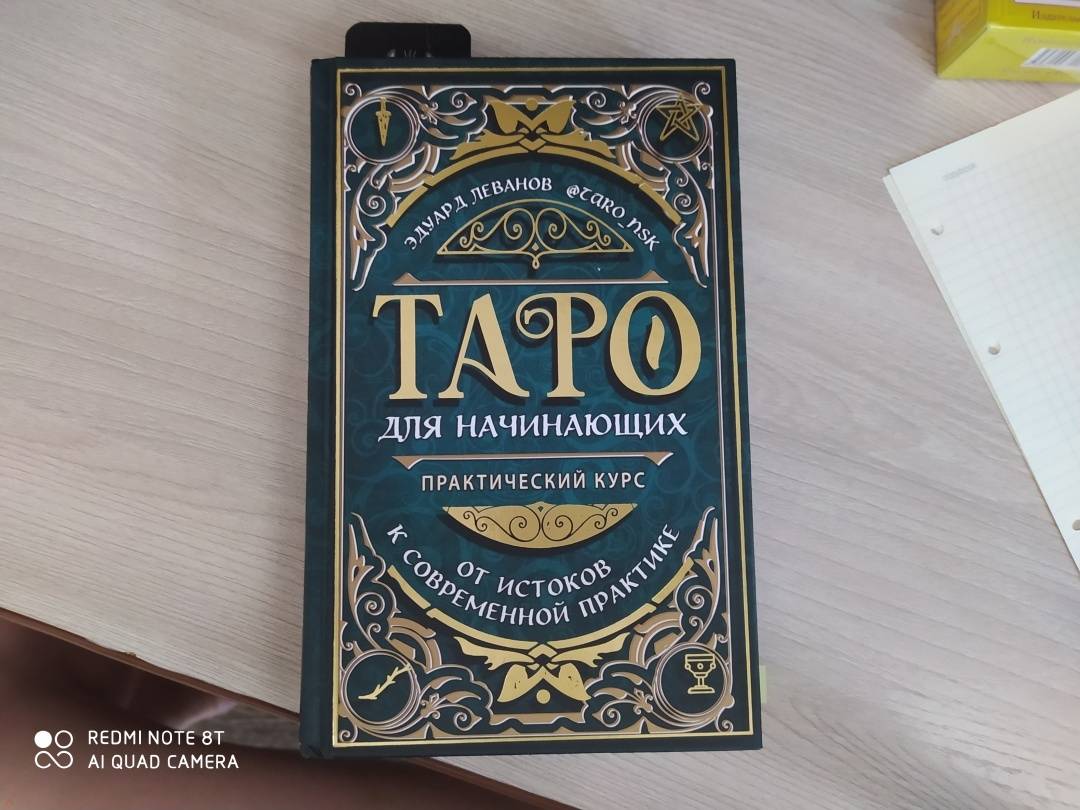 ЭДУАРД ЛЕВАНОВ @TARO_NSK
ТАРО
ДЛЯ НАЧИНАЮЩИХ
ПРАКТИЧЕСКИЙ КУРС
ОТ ИСТОКОВ
К СОВРЕМЕННОЙ ПРАКТИКЕ
REDMI NOTE 8T
AI QUAD CAMERA